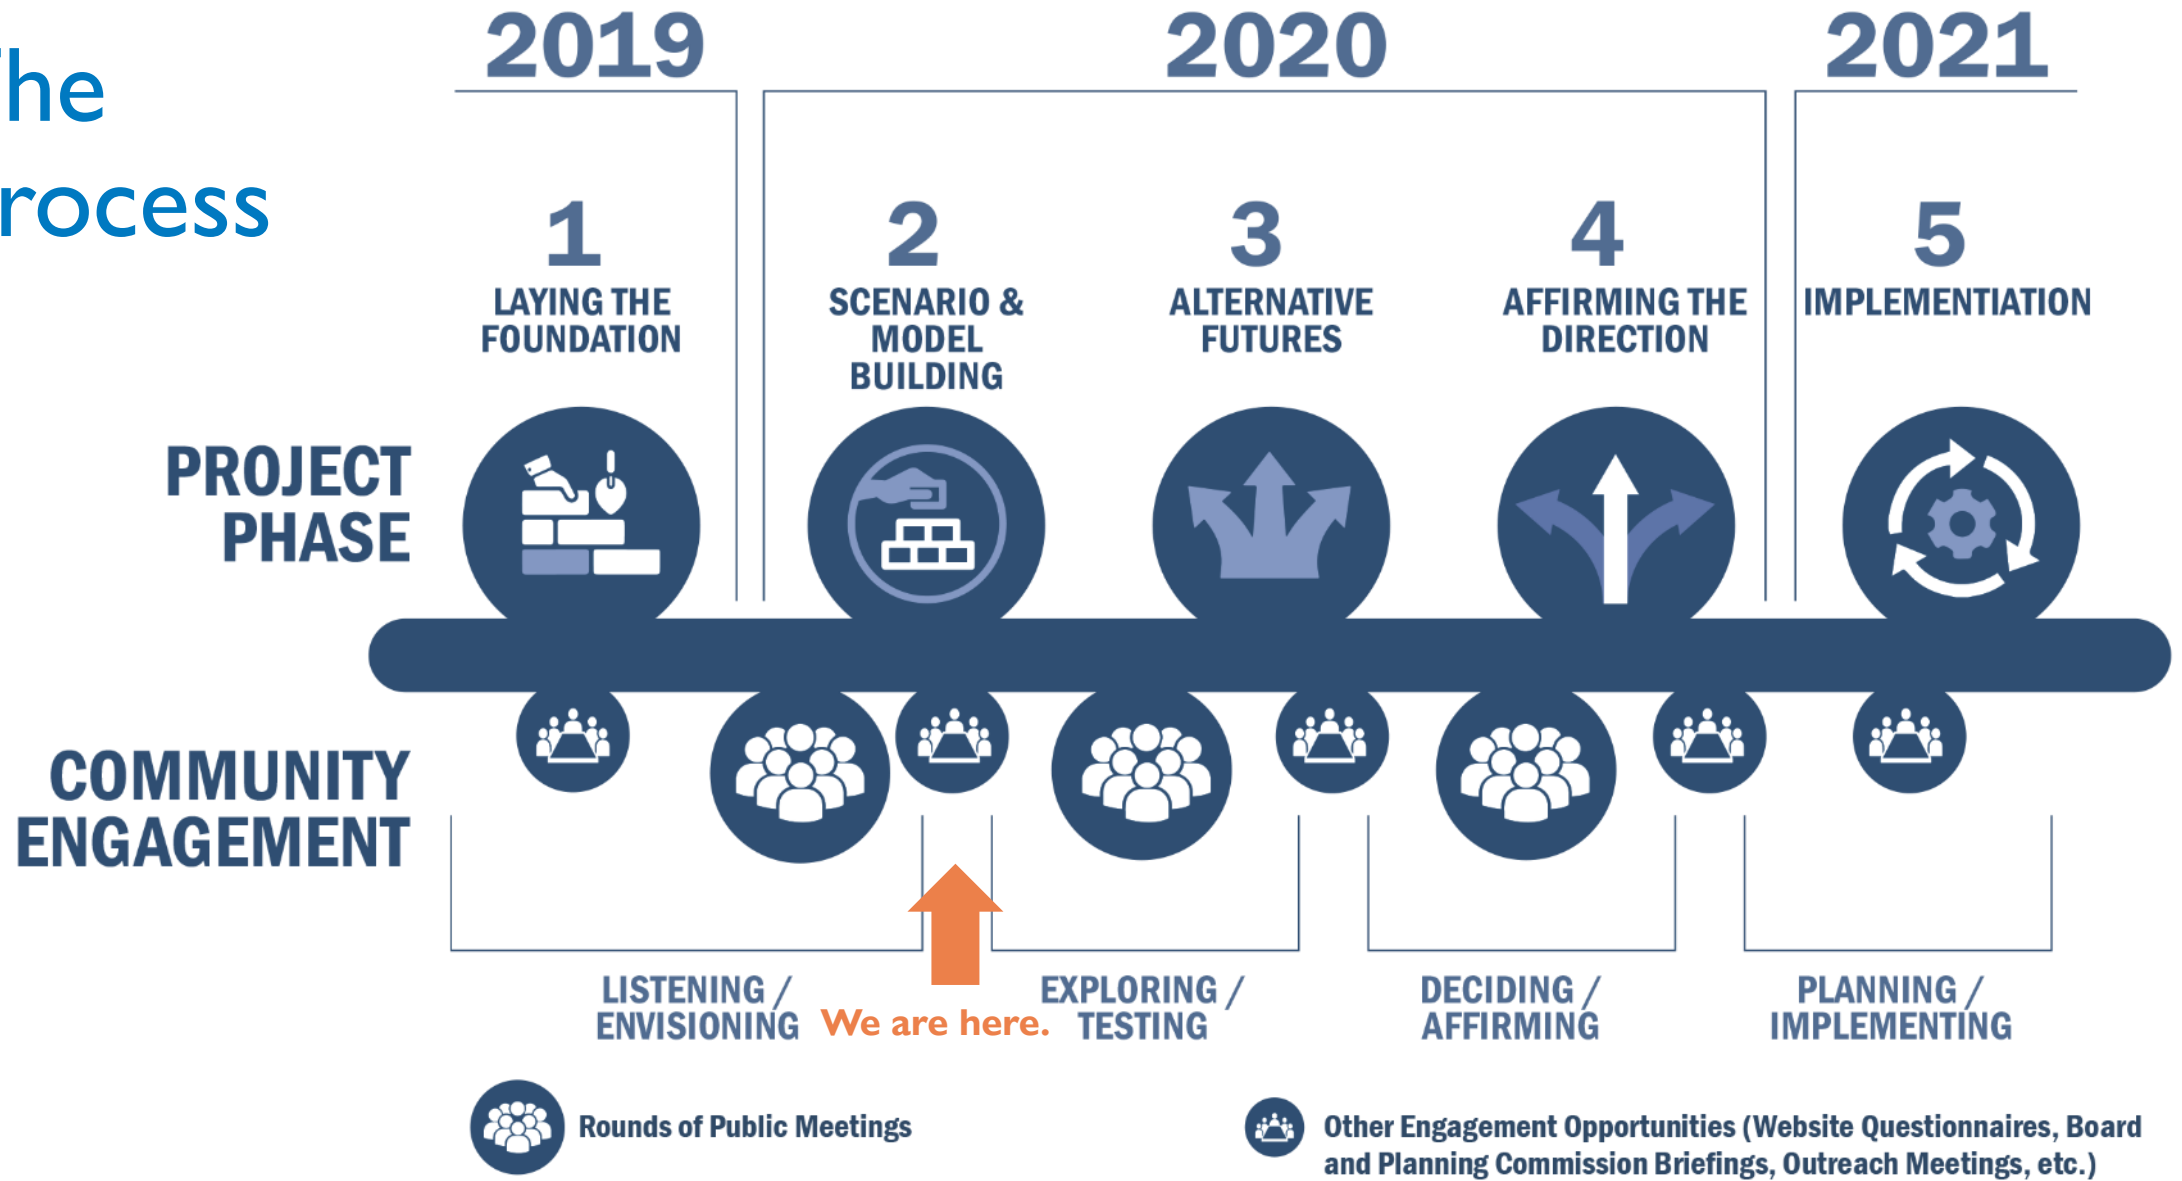 The
rocess
2019
2020
2021
1
2
3
4
5
LAYING THE
FOUNDATION
SCENARIO &
MODEL
BUILDING
ALTERNATIVE
FUTURES
AFFIRMING THE
DIRECTION
IMPLEMENTIATION
PROJECT
PHASE
COMMUNITY
ENGAGEMENT
LISTENING /
ENVISIONING
We are here.
EXPLORING /
TESTING
DECIDING /
AFFIRMING
PLANNING /
IMPLEMENTING
Rounds of Public Meetings
Other Engagement Opportunities (Website Questionnaires, Board
and Planning Commission Briefings, Outreach Meetings, etc.)